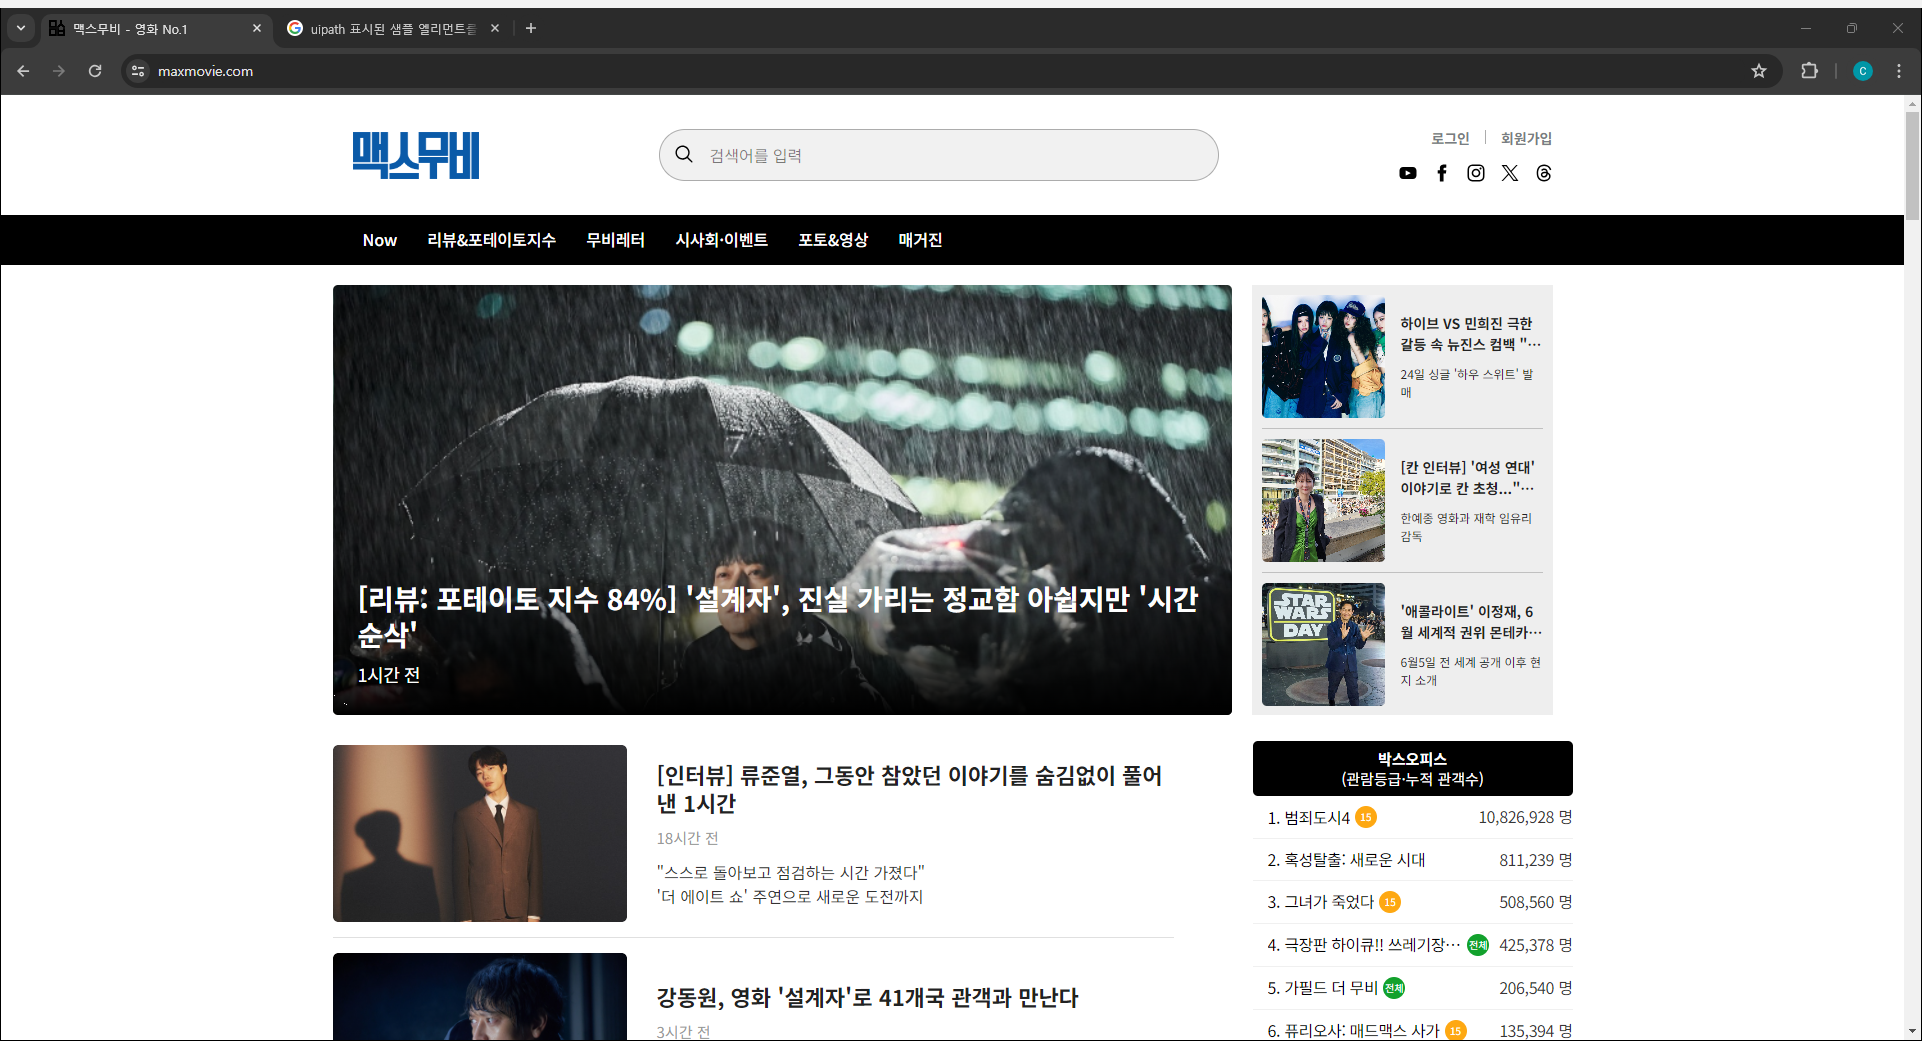 맥스무비 - 영화 No.1
uipath 표시된 샘플 엘리먼트를
maxmovie.com
C
맥스무비
검색어를 입력
로그인
회원가입
Now
리뷰&포테이토지수
무비레터
시사회·이벤트
포토&영상
매거진
[리뷰: 포테이토 지수 84%] '설계자', 진실 가리는 정교함 아쉽지만 '시간
순삭'
1시간 전
하이브 VS 민희진 극한
갈등 속 뉴진스 컴백 "…
24일 싱글 '하우 스위트' 발
매
[칸 인터뷰] '여성 연대'
이야기로 칸 초청..."…
한예종 영화과 재학 임유리
감독
STAR
WARS
DAY
'애콜라이트' 이정재, 6
월 세계적 권위 몬테카…
6월5일 전 세계 공개 이후 현
지 소개
[인터뷰] 류준열, 그동안 참았던 이야기를 숨김없이 풀어
낸 1시간
18시간 전
"스스로 돌아보고 점검하는 시간 가졌다"
'더 에이트 쇼' 주연으로 새로운 도전까지
강동원, 영화 '설계자'로 41개국 관객과 만난다
3시간 전
박스오피스
(관람등급·누적 관객수)
1. 범죄도시4 15 10,826,928 명
2. 혹성탈출: 새로운 시대 811,239 명
3. 그녀가 죽었다 15 508,560 명
4. 극장판 하이큐!! 쓰레기장… 전체 425,378 명
5. 가필드 더 무비 전체 206,540 명
6. 퓨리오사: 매드맥스 사가 15 135,394 명